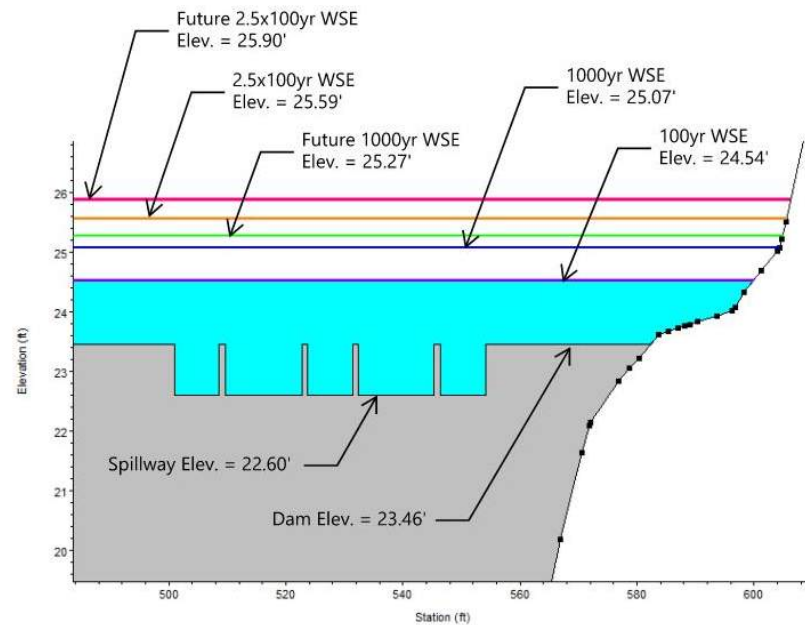 Future 2.5x100yr WSE
Elev. = 25.90'
2.5x100yr WSE
Elev. = 25.59'
1000yr WSE
Elev. = 25.07'
Future 1000yr WSE
Elev. = 25.27'
100yr WSE
Elev. = 24.54'
26
25
24
23
22
21
20
Elevation (ft)
Spillway Elev. = 22.60'
Dam Elev. = 23.46'
500
520
540
560
580
600
Station (ft)